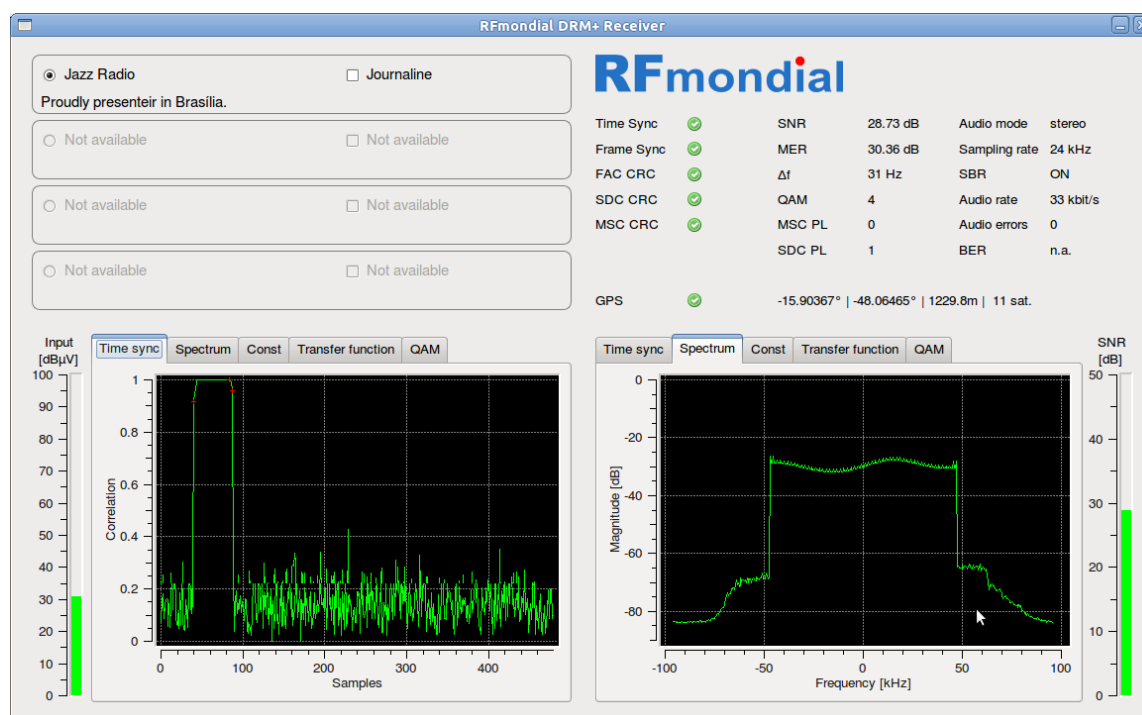 RFmondial DRM+ Receiver
Jazz Radio Journaline
Proudly presenteir in Brasília.
Not available Not available
Not available Not available
Not available Not available
RFmondial
Time Sync SNR 28.73 dB Audio mode stereo
Frame Sync MER 30.36 dB Sampling rate 24 kHz
FAC CRC Δf 31 Hz SBR ON
SDC CRC QAM 4 Audio rate 33 kbit/s
MSC CRC MSC PL 0 Audio errors 0
SDC PL 1 BER n.a.
GPS -15.90367° | -48.06465° | 1229.8m | 11 sat.
Input
[dBµV]
100
90
80
70
60
50
40
30
20
10
0
Time sync Spectrum Const Transfer function QAM
1
0.8
0.6
0.4
0.2
0
Correlation
0 100 200 300 400
Samples
Time sync Spectrum Const Transfer function QAM
0
-20
-40
-60
-80
Magnitude [dB]
-100 -50 0 50 100
Frequency [kHz]
SNR
[dB]
50
40
30
20
10
0